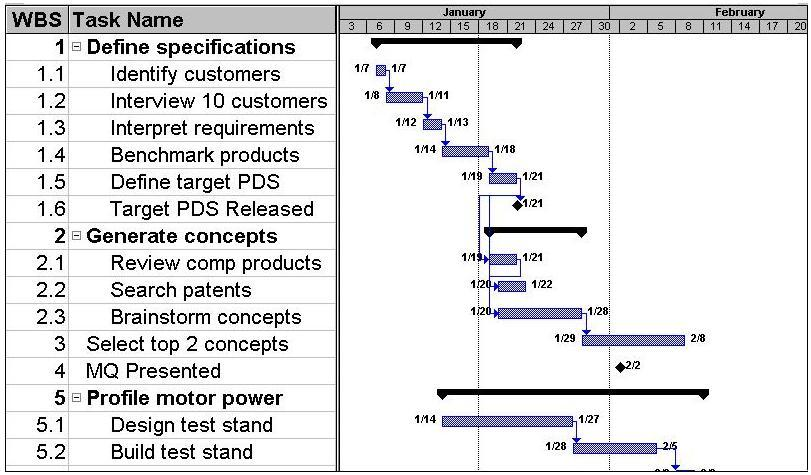 January February
WBS Task Name 3 6 9 12 15 18 21 24 27 30 2 5 8 11 14 17 20
1 Define specifications
1.1 Identify customers 1/7 1/7
1.2 Interview 10 customers 1/8 1/11
1.3 Interpret requirements 1/12 1/13
1.4 Benchmark products 1/14 1/18
1.5 Define target PDS 1/19 1/21
1.6 Target PDS Released 1/21
2 Generate concepts
2.1 Review comp products 1/19 1/21
2.2 Search patents 1/20 1/22
2.3 Brainstorm concepts 1/20 1/28
3 Select top 2 concepts 1/29 2/8
4 MQ Presented 2/2
5 Profile motor power
5.1 Design test stand 1/14 1/27
5.2 Build test stand 1/28 2/5